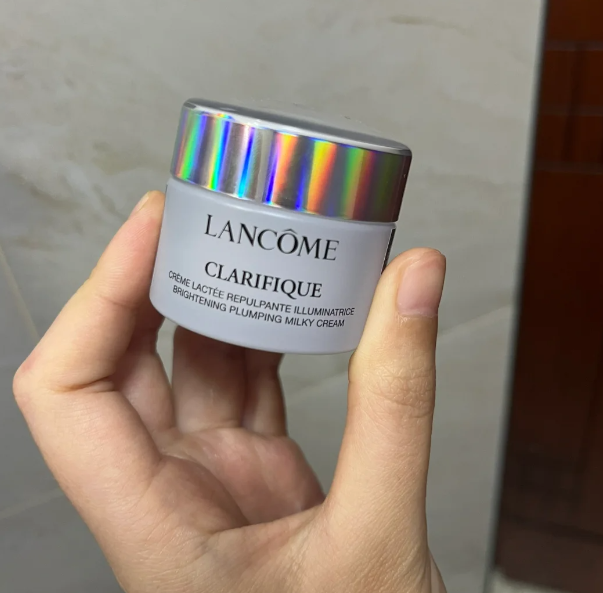 LANCÔME
CLARIFIQUE
CRÈME LACTÉE REPULPANTE ILLUMINATRICE
BRIGHTENING PLUMPING MILKY CREAM